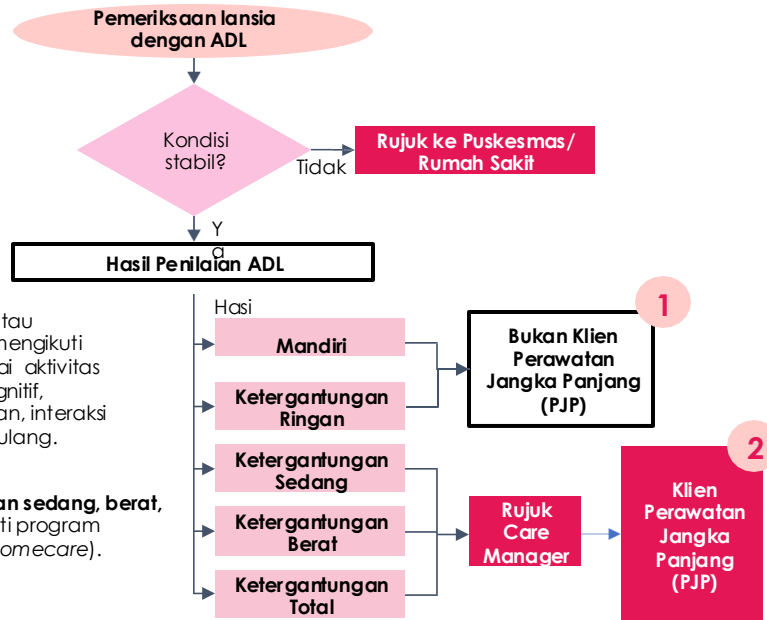 Pemeriksaan lansia
dengan ADL
Kondisi
stabil?
Tidak
Rujuk ke Puskesmas/
Rumah Sakit
Y
a
Hasil Penilaian ADL
Hasi
Mandiri
Ketergantungan
Ringan
Ketergantungan
Sedang
Ketergantungan
Berat
Ketergantungan
Total
1
Bukan Klien
Perawatan
Jangka Panjang
(PJP)
Rujuk
Care
Manager
2
Klien
Perawatan
Jangka
Panjang
(PJP)
tau
mengikuti
ai aktivitas
gnitif,
an, interaksi
ulang.
an sedang, berat,
ti program
omecare).